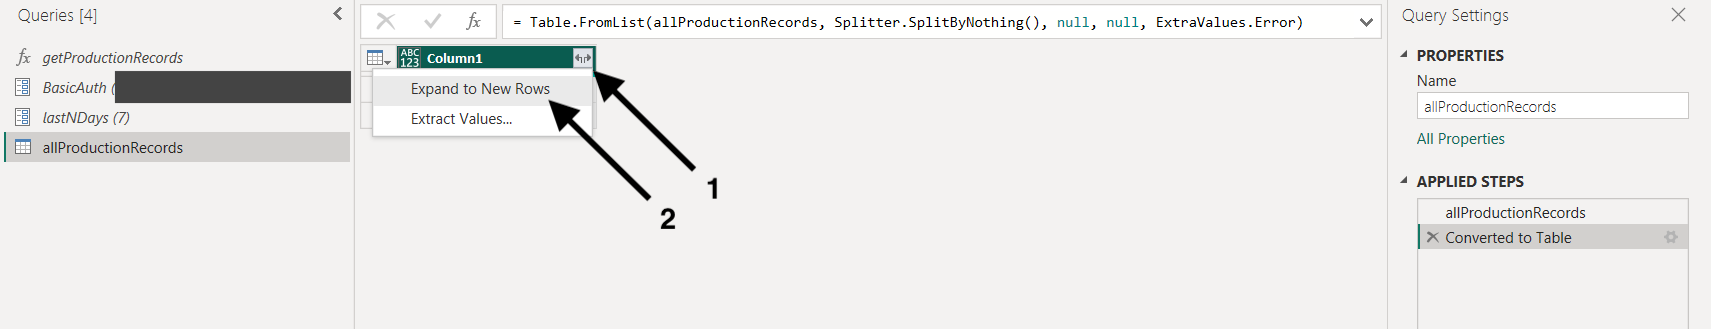 Queries [4]
fx getProductionRecords
BasicAuth (
lastNDays (7)
allProductionRecords
fx = Table.FromList(allProductionRecords, Splitter.SplitByNothing(), null, null, ExtraValues.Error)
ABC 123 Column1
Expand to New Rows
Extract Values...
1
2
Query Settings
PROPERTIES
Name
allProductionRecords
All Properties
APPLIED STEPS
allProductionRecords
Converted to Table